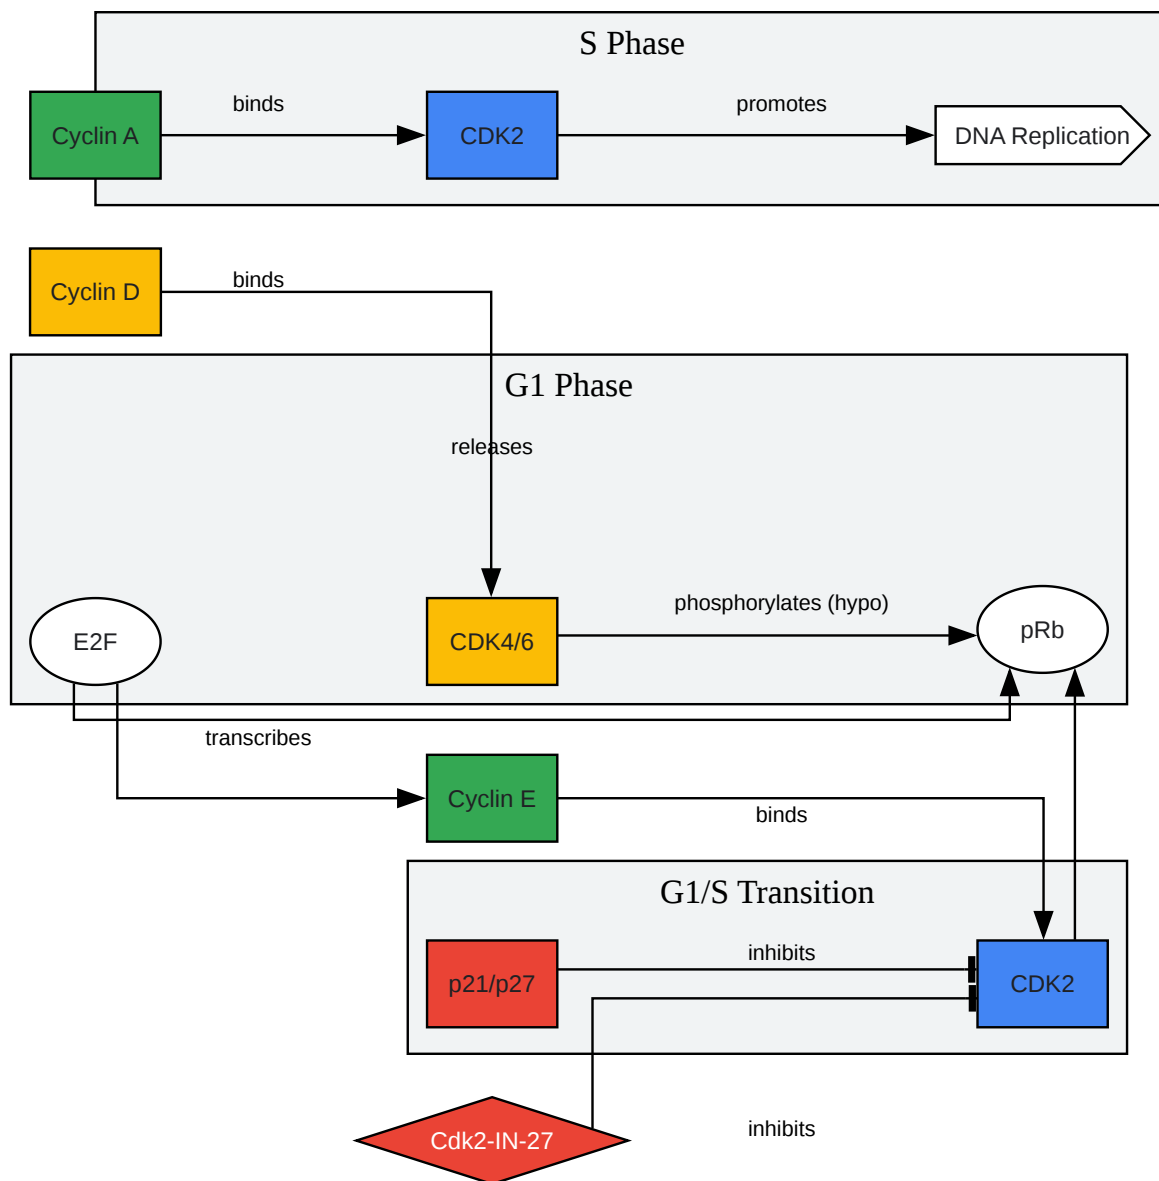 S Phase
Cyclin A
binds
CDK2
promotes
DNA Replication
Cyclin D
binds
G1 Phase
releases
E2F
CDK4/6
phosphorylates (hypo)
pRb
transcribes
Cyclin E
binds
G1/S Transition
p21/p27
inhibits
CDK2
Cdk2-IN-27
inhibits